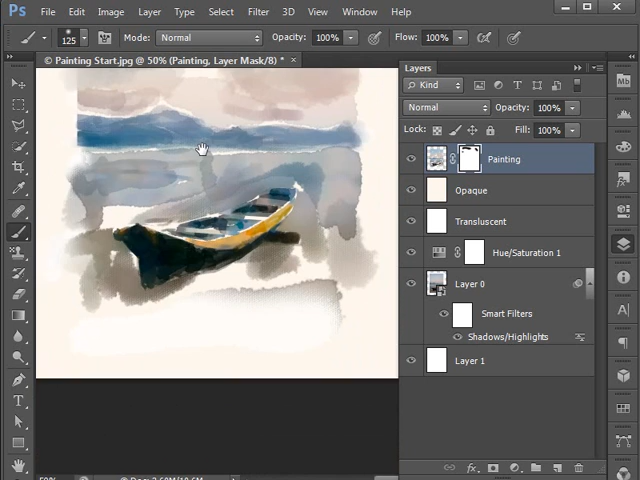 Ps File Edit Image Layer Type Select Filter 3D View Window Help
125 Mode: Normal Opacity: 100% Flow: 100%
© Painting Start.jpg @ 50% (Painting, Layer Mask/8) * ×
Layers
Kind
Normal Opacity: 100%
Lock: Fill: 100%
Painting
Opaque
Transluscent
Hue/Saturation 1
Layer 0
Smart Filters
Shadows/Highlights
Layer 1
fx